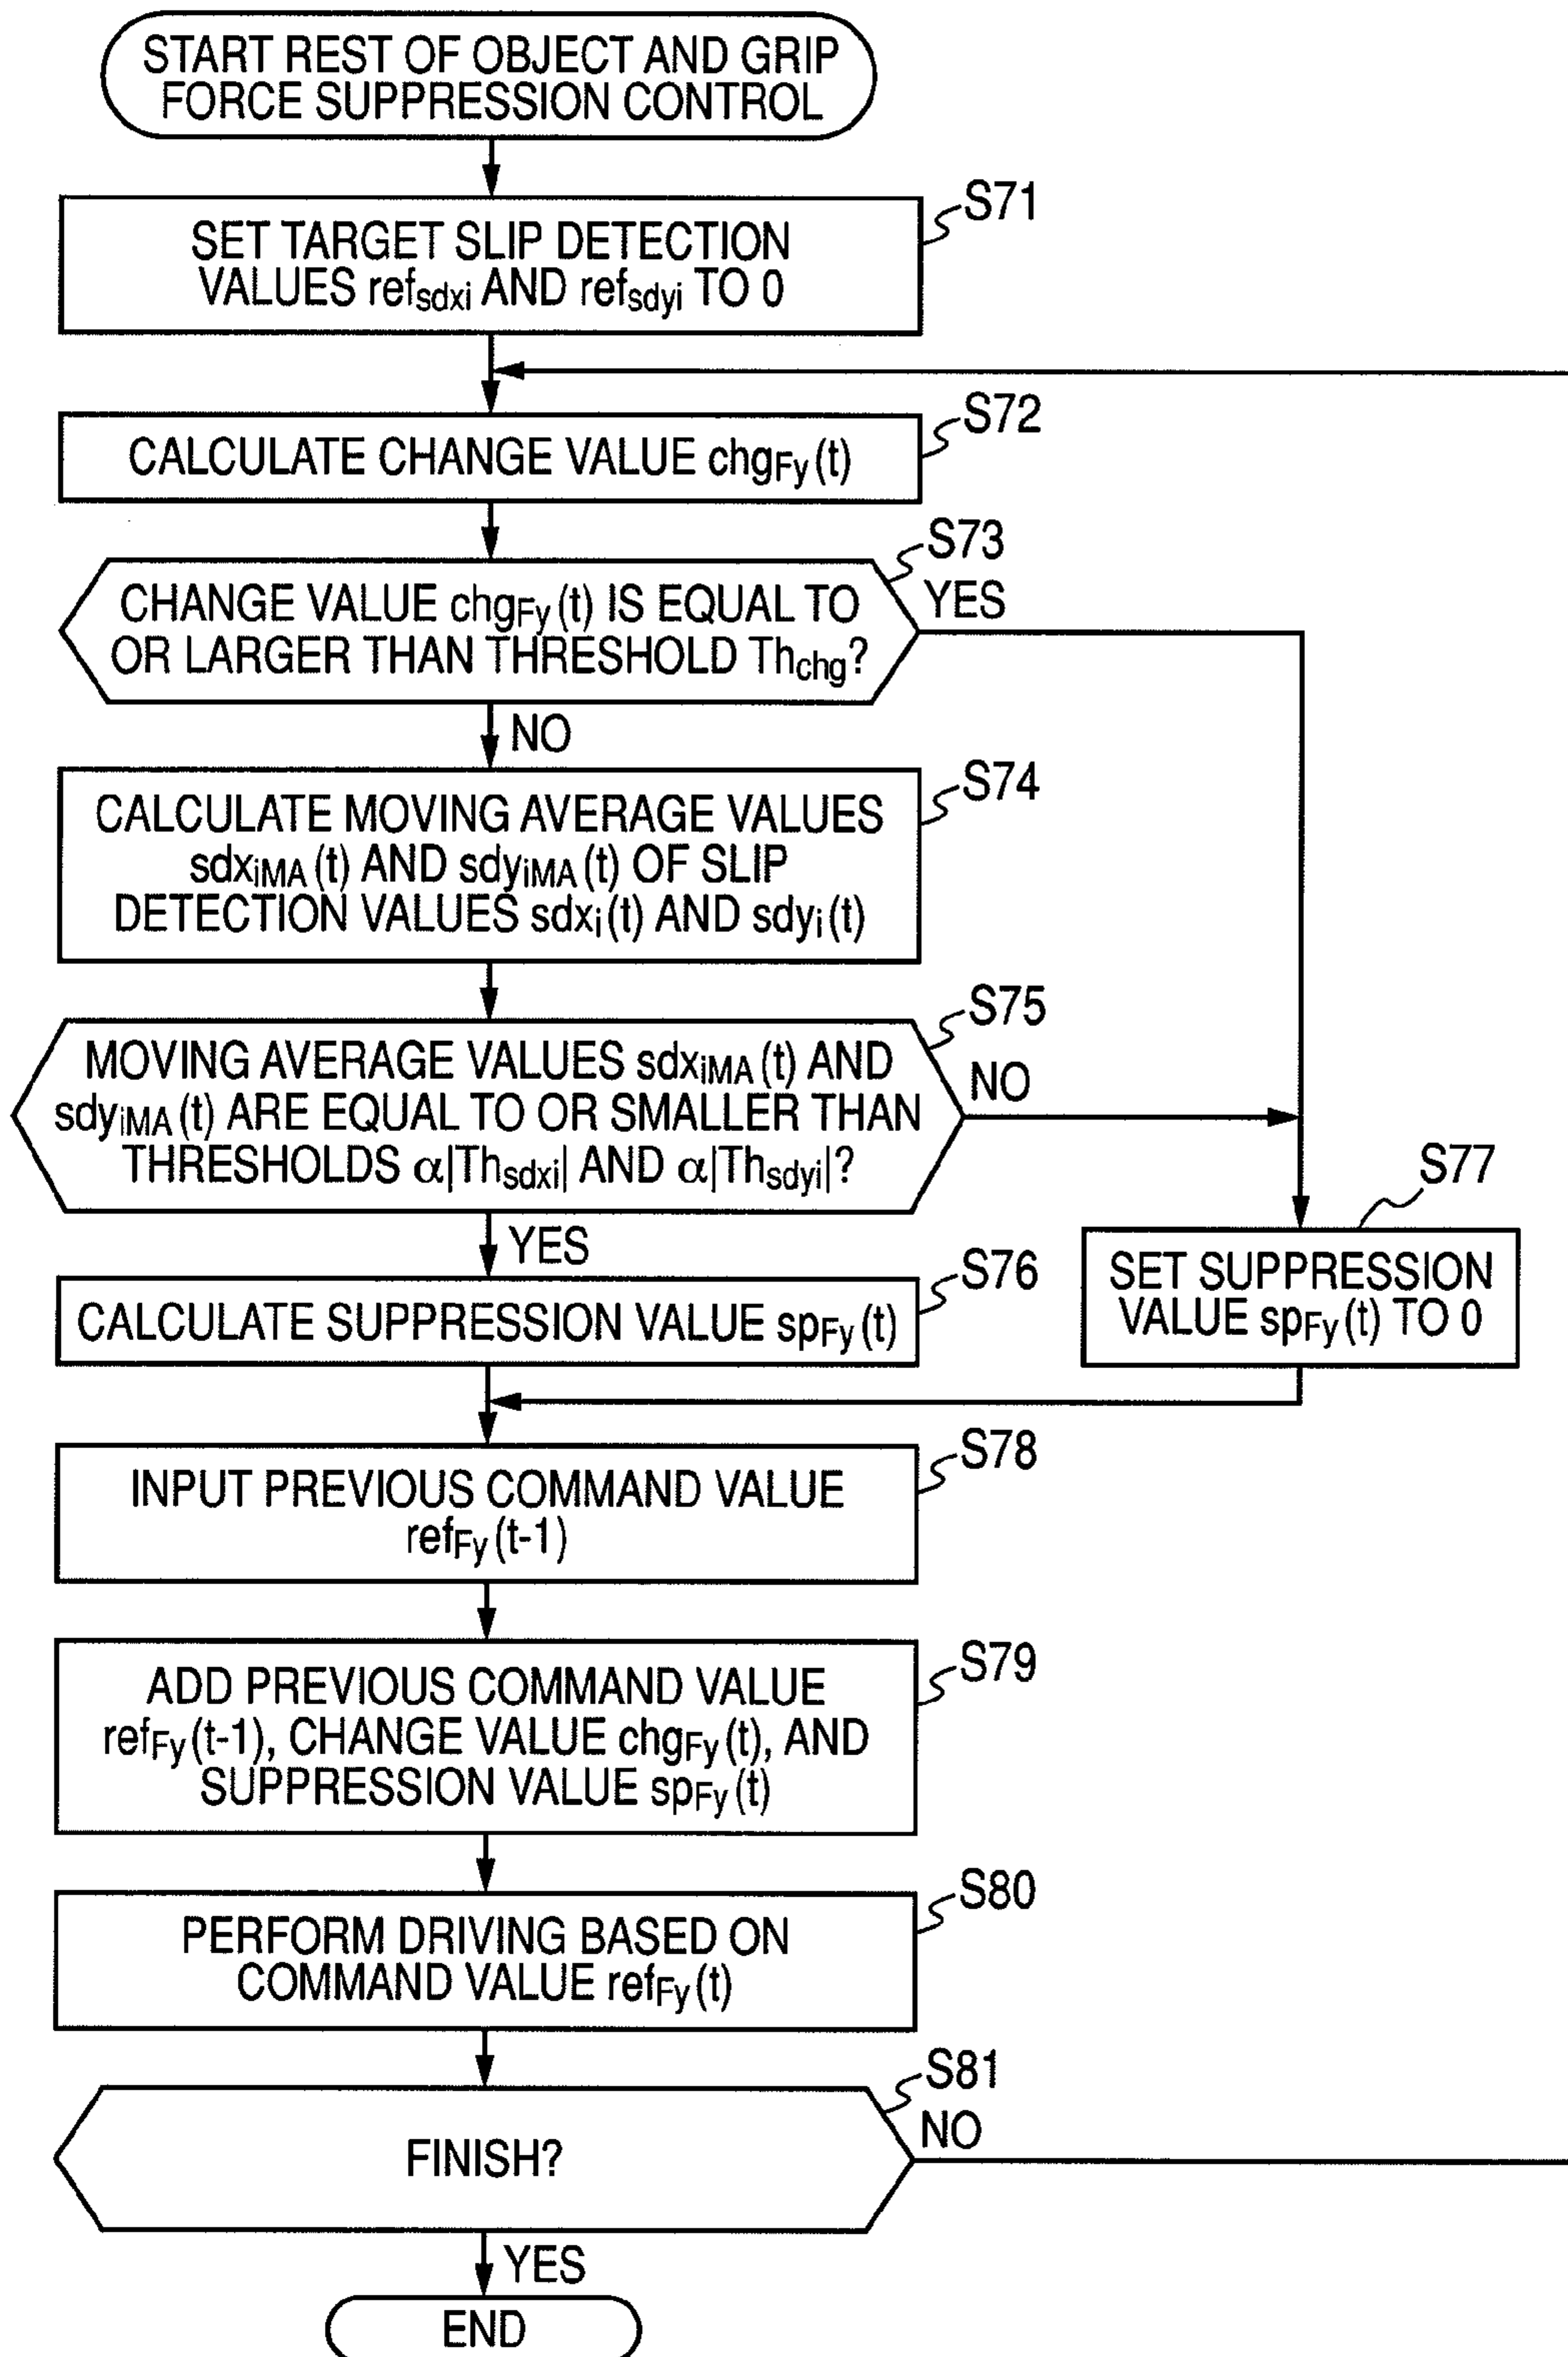 START REST OF OBJECT AND GRIP
FORCE SUPPRESSION CONTROL
S71
SET TARGET SLIP DETECTION
VALUES refsdxi AND refsdyi TO 0
S72
CALCULATE CHANGE VALUE chgFy(t)
S73
CHANGE VALUE chgFy(t) IS EQUAL TO
OR LARGER THAN THRESHOLD Thchg?
YES
NO
S74
CALCULATE MOVING AVERAGE VALUES
sdxiMA(t) AND sdyiMA(t) OF SLIP
DETECTION VALUES sdxi(t) AND sdyi(t)
S75
MOVING AVERAGE VALUES sdxiMA(t) AND
sdyiMA(t) ARE EQUAL TO OR SMALLER THAN
THRESHOLDS α|Thsdxi| AND α|Thsdyi|?
NO
YES
S76
CALCULATE SUPPRESSION VALUE spFy(t)
S77
SET SUPPRESSION
VALUE spFy(t) TO 0
S78
INPUT PREVIOUS COMMAND VALUE
refFy(t-1)
S79
ADD PREVIOUS COMMAND VALUE
refFy(t-1), CHANGE VALUE chgFy(t), AND
SUPPRESSION VALUE spFy(t)
S80
PERFORM DRIVING BASED ON
COMMAND VALUE refFy(t)
S81
FINISH?
NO
YES
END